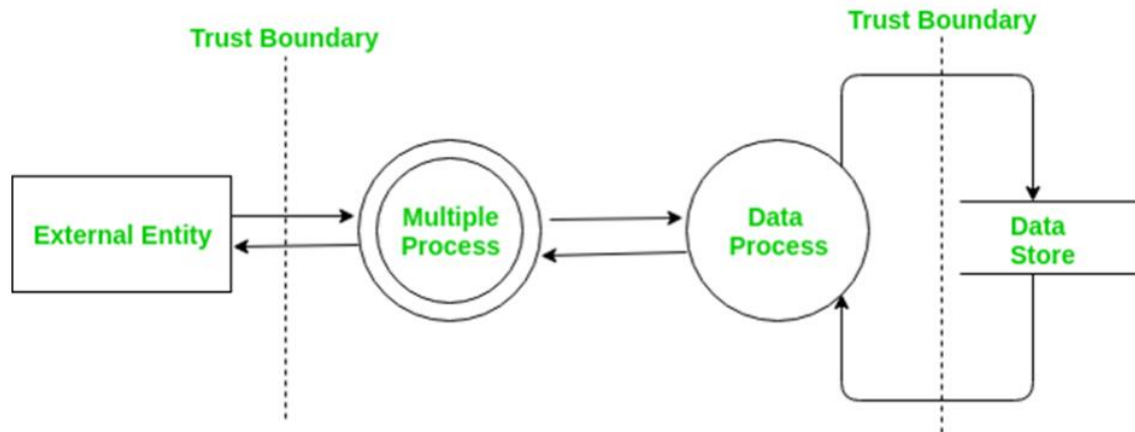 Trust Boundary
Trust Boundary
External Entity
Multiple
Process
Data
Process
Data
Store